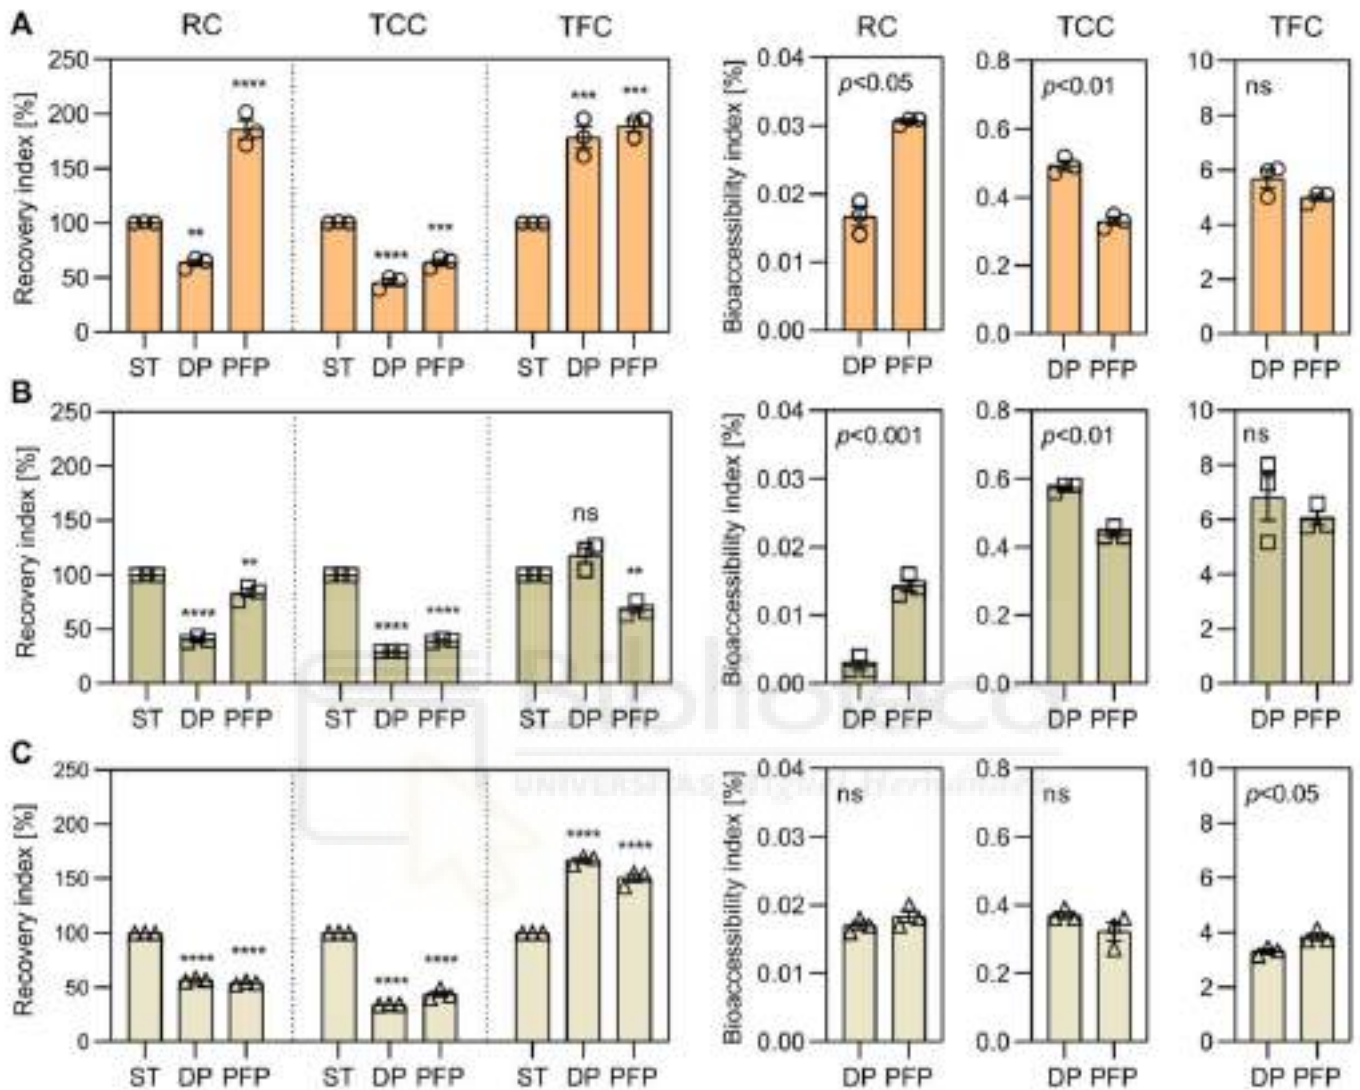 A
RC TCC TFC RC TCC TFC
Recovery index [%]
250
200
150
100
50
0
**
****
****
***
***
***
ST DP PFP ST DP PFP ST DP PFP
Bioaccessibility index [%]
0.04
0.03
0.02
0.01
0.00
p<0.05
DP PFP
0.8
0.6
0.4
0.2
0.0
p<0.01
DP PFP
10
8
6
4
2
0
ns
DP PFP
B
Recovery index [%]
250
200
150
100
50
0
****
**
****
****
ns
**
ST DP PFP ST DP PFP ST DP PFP
Bioaccessibility index [%]
0.04
0.03
0.02
0.01
0.00
p<0.001
DP PFP
0.8
0.6
0.4
0.2
0.0
p<0.01
DP PFP
10
8
6
4
2
0
ns
DP PFP
Biblioteca
UNIVERSITAS Miguel Hernández
C
Recovery index [%]
250
200
150
100
50
0
****
****
****
****
****
****
ST DP PFP ST DP PFP ST DP PFP
Bioaccessibility index [%]
0.04
0.03
0.02
0.01
0.00
ns
DP PFP
0.8
0.6
0.4
0.2
0.0
ns
DP PFP
10
8
6
4
2
0
p<0.05
DP PFP